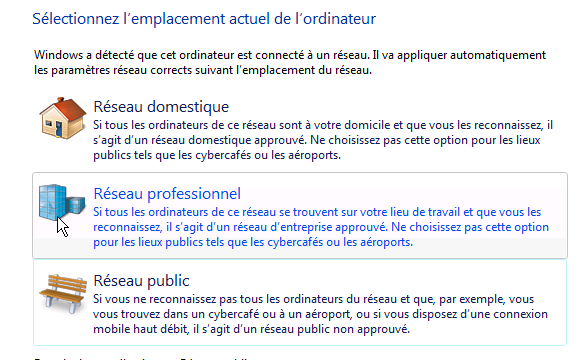 Sélectionnez l'emplacement actuel de l'ordinateur
Windows a détecté que cet ordinateur est connecté à un réseau. Il va appliquer automatiquement
les paramètres réseau corrects suivant l'emplacement du réseau.
Réseau domestique
Si tous les ordinateurs de ce réseau sont à votre domicile et que vous les reconnaissez, il
s'agit d'un réseau domestique approuvé. Ne choisissez pas cette option pour les lieux
publics tels que les cybercafés ou les aéroports.
Réseau professionnel
Si tous les ordinateurs de ce réseau se trouvent sur votre lieu de travail et que vous les
reconnaissez, il s'agit d'un réseau d'entreprise approuvé. Ne choisissez pas cette option
pour les lieux publics tels que les cybercafés ou les aéroports.
Réseau public
Si vous ne reconnaissez pas tous les ordinateurs du réseau et que, par exemple, vous
vous trouvez dans un cybercafé ou à un aéroport, ou si vous disposez d'une connexion
mobile haut débit, il s'agit d'un réseau public non approuvé.